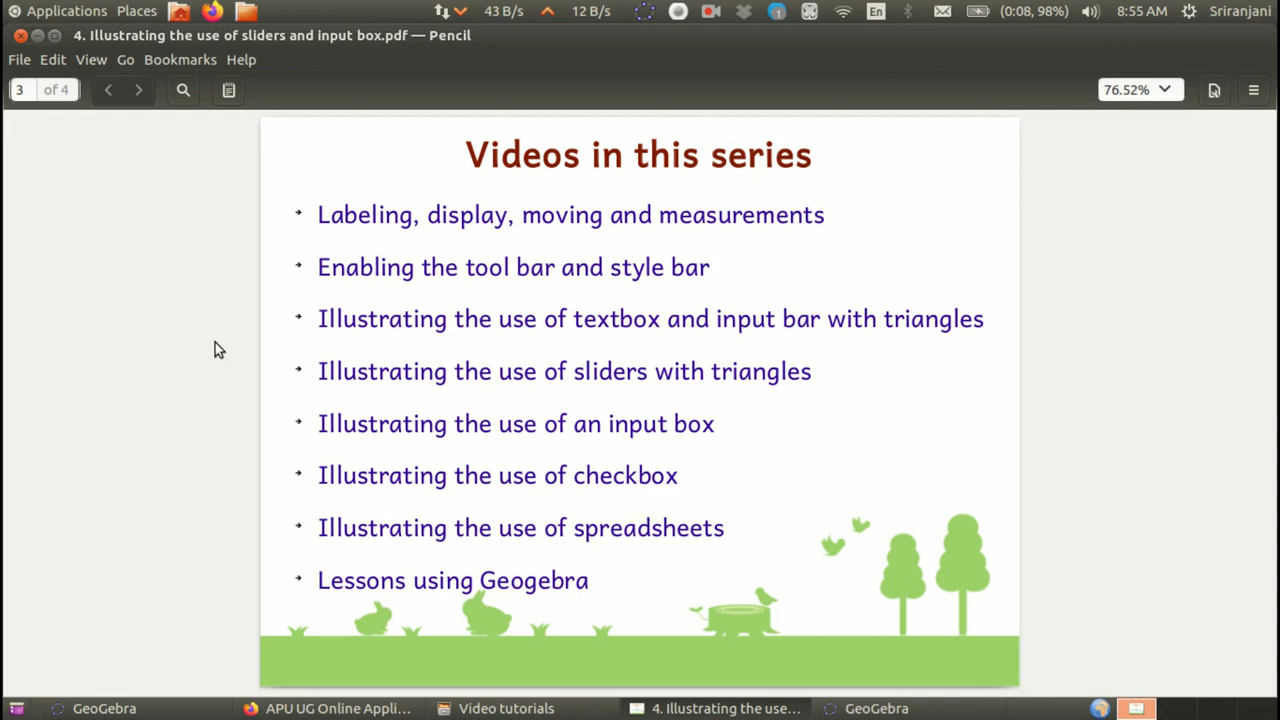 Applications Places 43 B/s 12 B/s 1 En (0:08, 98%) 8:55 AM Sriranjani
4. Illustrating the use of sliders and input box.pdf — Pencil
File Edit View Go Bookmarks Help
3 of 4 76.52%
Videos in this series
Labeling, display, moving and measurements
Enabling the tool bar and style bar
Illustrating the use of textbox and input bar with triangles
Illustrating the use of sliders with triangles
Illustrating the use of an input box
Illustrating the use of checkbox
Illustrating the use of spreadsheets
Lessons using Geogebra
GeoGebra APU UG Online Appli... Video tutorials 4. Illustrating the use... GeoGebra